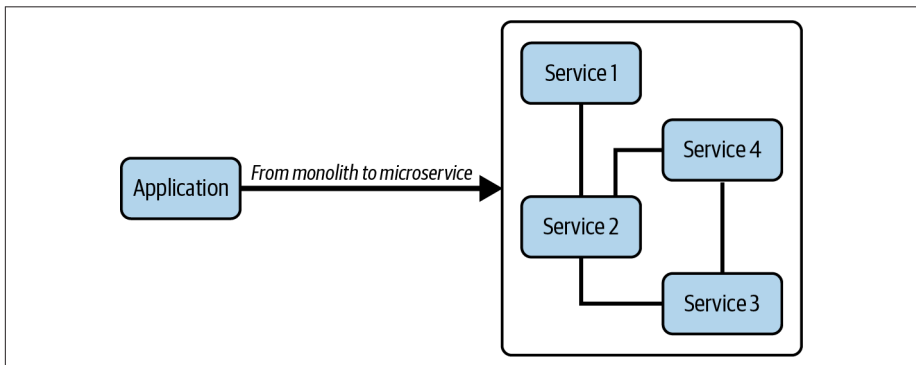 Service 1
Service 4
From monolith to microservice
Application
Service 2
Service 3